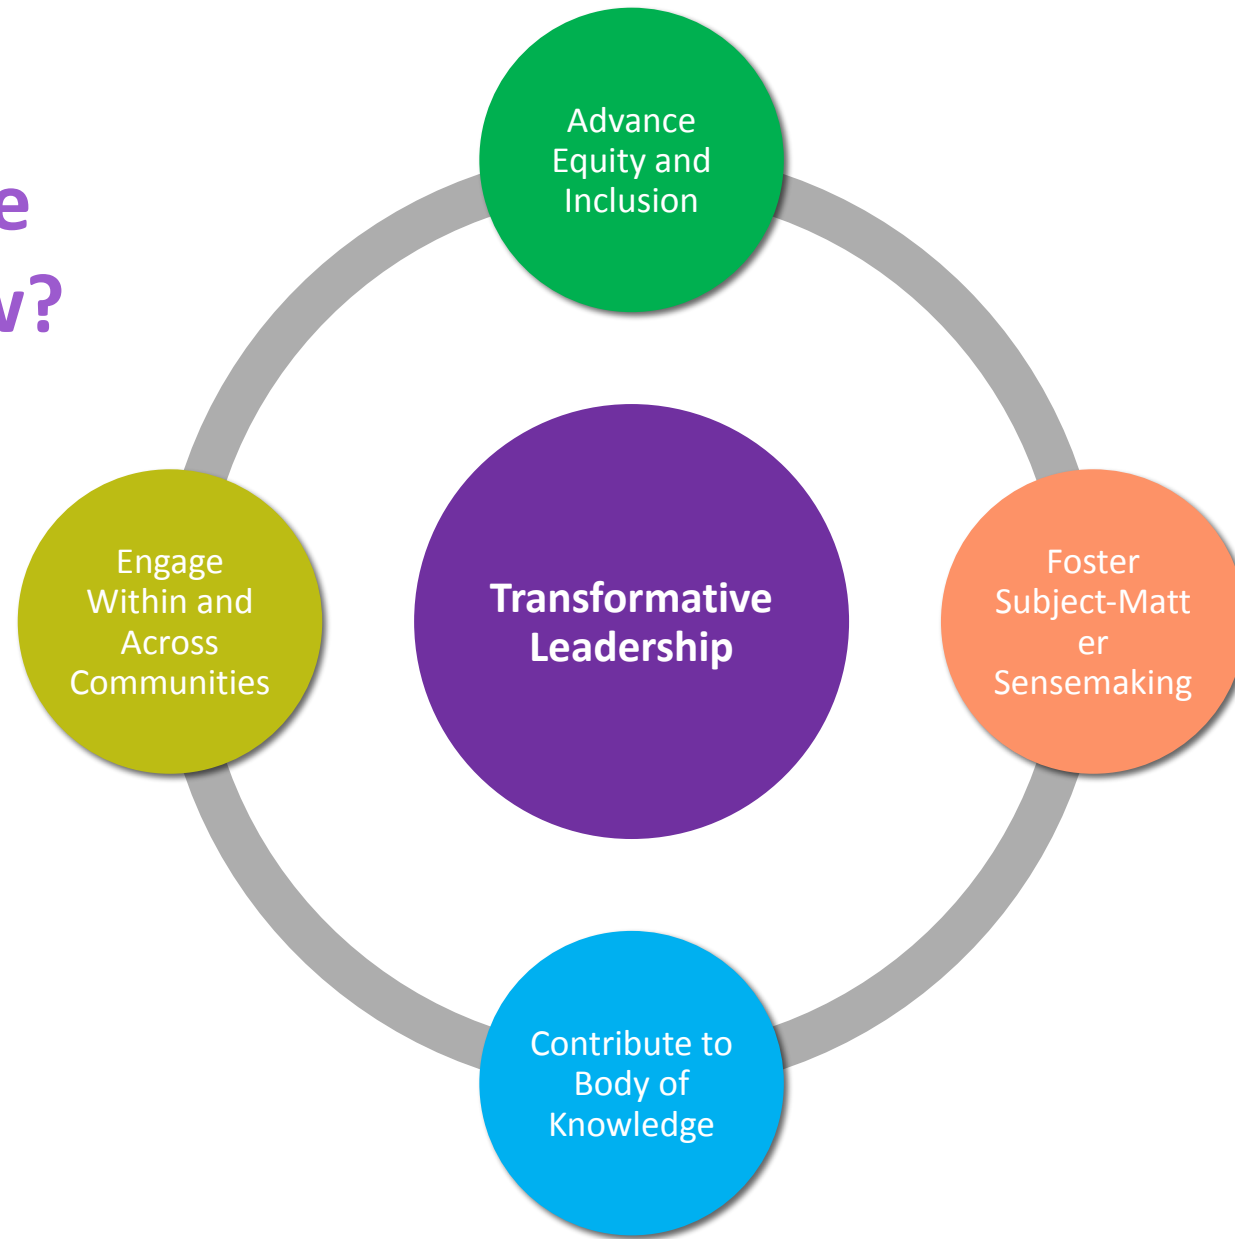 Advance
Equity and
Inclusion
e
w?
Engage
Within and
Across
Communities
Transformative
Leadership
Foster
Subject-Matt
er
Sensemaking
Contribute to
Body of
Knowledge